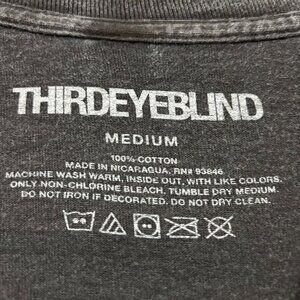 THIRDEYEBLIND
MEDIUM
100% COTTON
MADE IN NICARAGUA, RN# 93846
MACHINE WASH WARM, INSIDE OUT, WITH LIKE COLORS.
ONLY NON-CHLORINE BLEACH. TUMBLE DRY MEDIUM.
DO NOT IRON IF DECORATED. DO NOT DRY CLEAN.